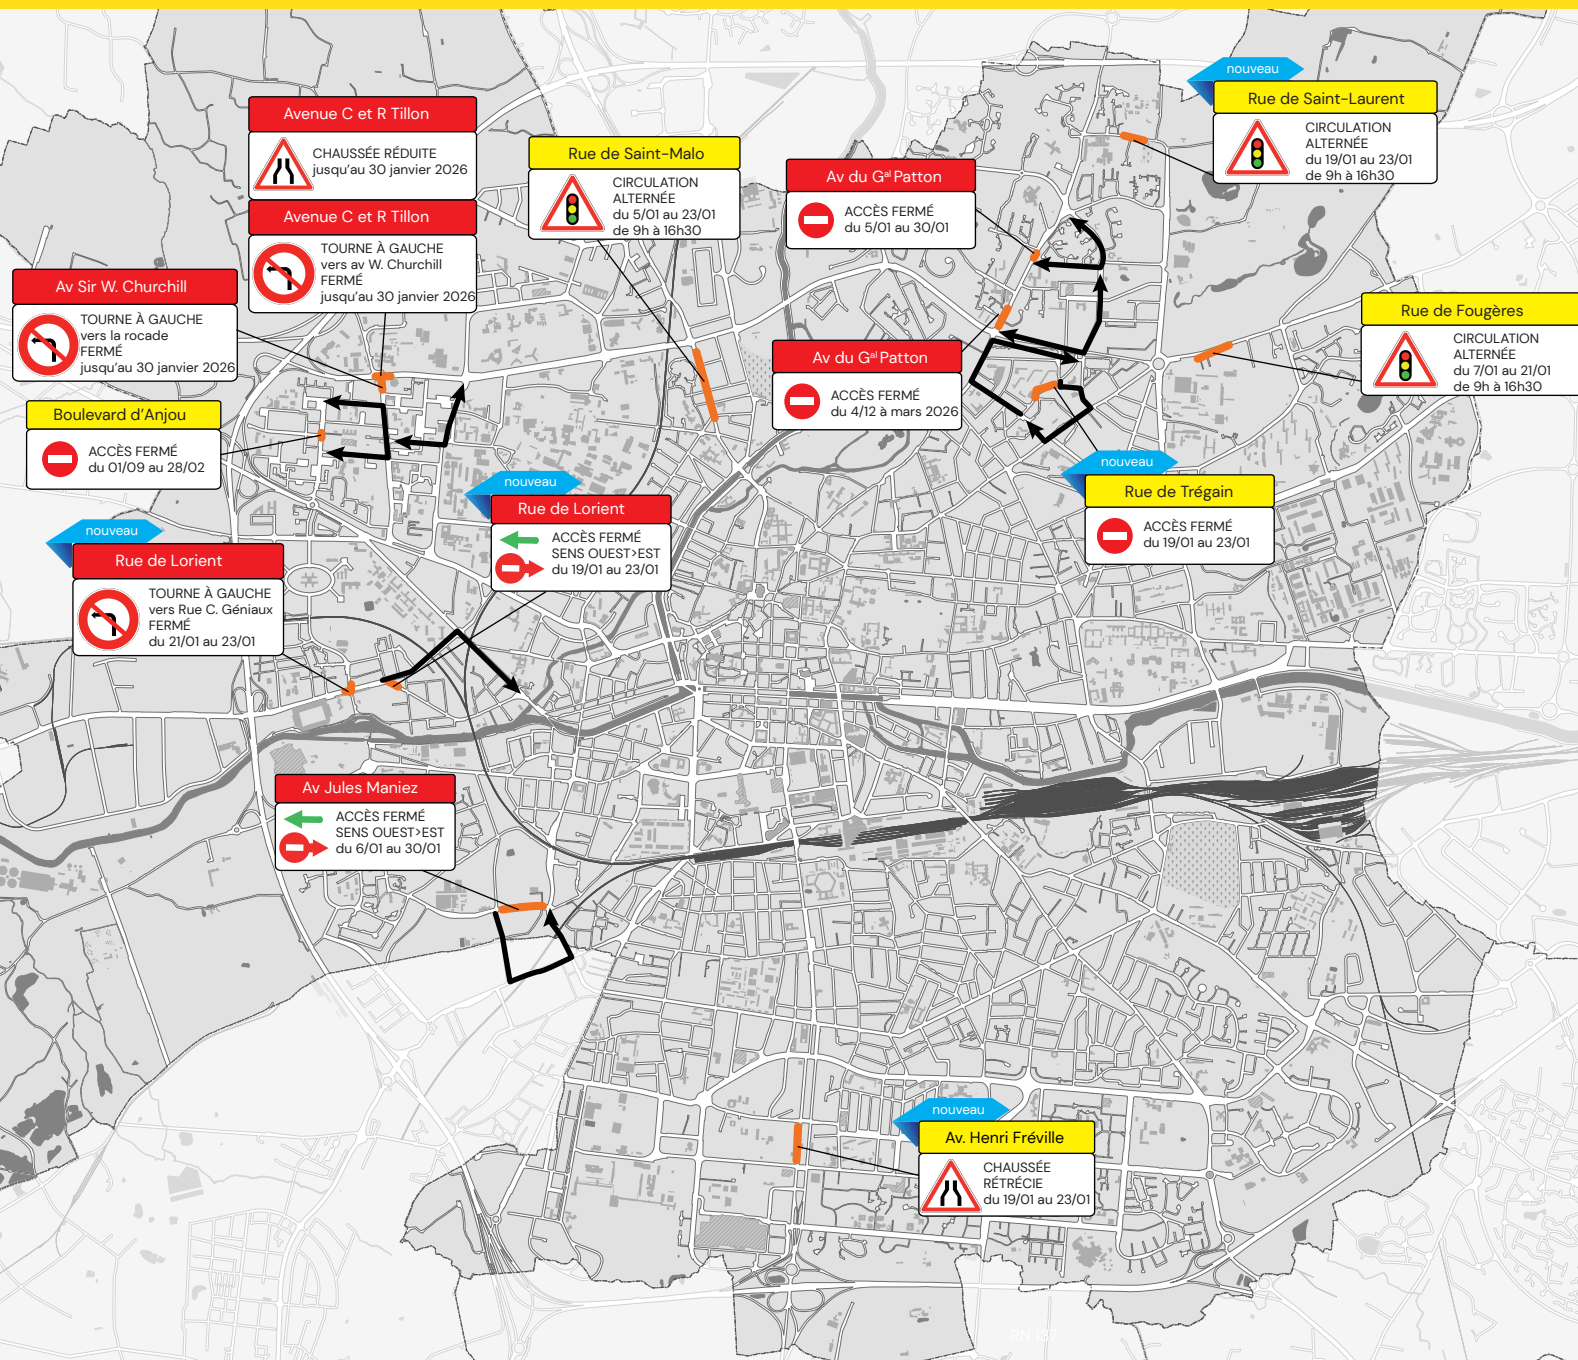 nouveau
Rue de Saint-Laurent
CIRCULATION
ALTERNÉE
du 19/01 au 23/01
de 9h à 16h30
Avenue C et R Tillon
CHAUSSÉE RÉDUITE
jusqu'au 30 janvier 2026
Rue de Saint-Malo
CIRCULATION
ALTERNÉE
du 5/01 au 23/01
de 9h à 16h30
Av du Gal Patton
ACCÈS FERMÉ
du 5/01 au 30/01
Avenue C et R Tillon
TOURNE À GAUCHE
vers av W. Churchill
FERMÉ
jusqu'au 30 janvier 2026
Av Sir W. Churchill
TOURNE À GAUCHE
vers la rocade
FERMÉ
jusqu'au 30 janvier 2026
Rue de Fougères
CIRCULATION
ALTERNÉE
du 7/01 au 21/01
de 9h à 16h30
Av du Gal Patton
ACCÈS FERMÉ
du 4/12 à mars 2026
Boulevard d'Anjou
ACCÈS FERMÉ
du 01/09 au 28/02
nouveau
Rue de Trégain
ACCÈS FERMÉ
du 19/01 au 23/01
nouveau
Rue de Lorient
ACCÈS FERMÉ
SENS OUEST>EST
du 19/01 au 23/01
nouveau
Rue de Lorient
TOURNE À GAUCHE
vers Rue C. Géniaux
FERMÉ
du 21/01 au 23/01
Av Jules Maniez
ACCÈS FERMÉ
SENS OUEST>EST
du 6/01 au 30/01
nouveau
Av. Henri Fréville
CHAUSSÉE
RÉTRÉCIE
du 19/01 au 23/01
RN 137